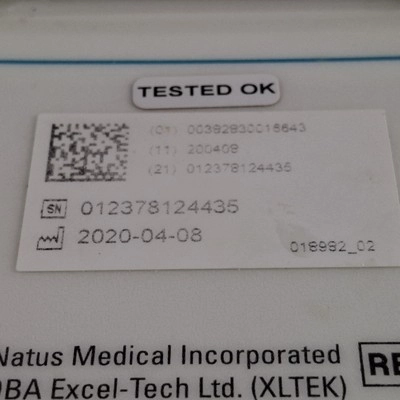 TESTED OK
(01) 00382830018643
(11) 200409
(21) 012378124435
SN 012378124435
2020-04-08
018982_02
Natus Medical Incorporated
DBA Excel-Tech Ltd. (XLTEK)